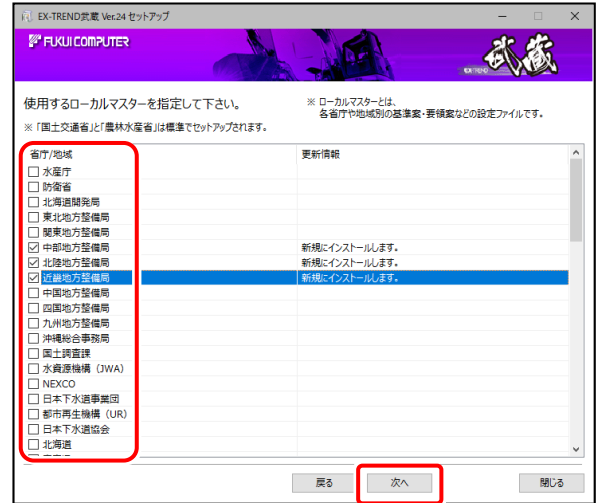 EX-TREND武蔵 Ver.24 セットアップ
FUKUI COMPUTER
EX-TREND 武蔵
使用するローカルマスターを指定して下さい。
※「国土交通省」と「農林水産省」は標準でセットアップされます。
※ ローカルマスターとは、
各省庁や地域別の基準案・要領案などの設定ファイルです。
省庁/地域 更新情報
水産庁
防衛省
北海道開発局
東北地方整備局
関東地方整備局
中部地方整備局 新規にインストールします。
北陸地方整備局 新規にインストールします。
近畿地方整備局 新規にインストールします。
中国地方整備局
四国地方整備局
九州地方整備局
沖縄総合事務局
国土調査課
水資源機構（JWA）
NEXCO
日本下水道事業団
都市再生機構（UR）
日本下水道協会
北海道
戻る 次へ 閉じる